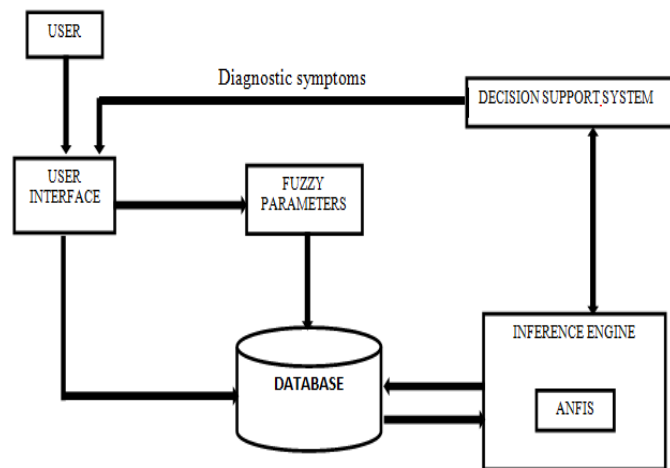 USER
Diagnostic symptoms
DECISION SUPPORT SYSTEM
USER
INTERFACE
FUZZY
PARAMETERS
INFERENCE ENGINE
DATABASE
ANFIS